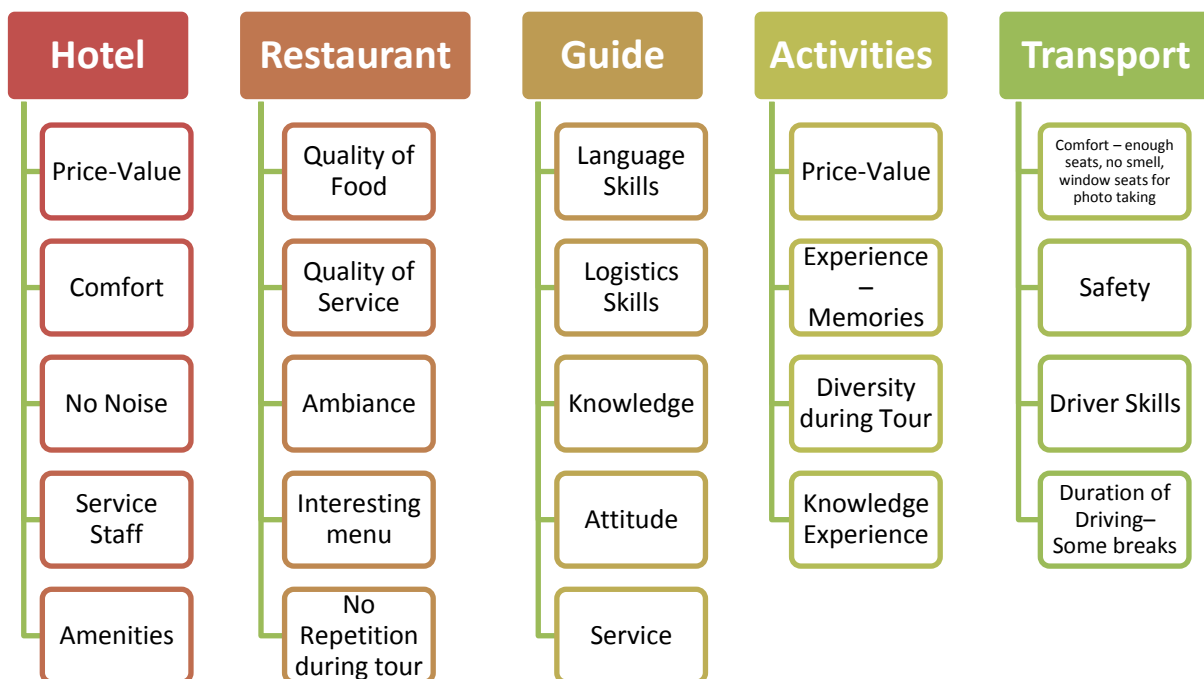 Hotel
Price-Value
Comfort
No Noise
Service
Staff
Amenities
Restaurant
Quality of
Food
Quality of
Service
Ambiance
Interesting
menu
No
Repetition
during tour
Guide
Language
Skills
Logistics
Skills
Knowledge
Attitude
Service
Activities
Price-Value
Experience
–
Memories
Diversity
during Tour
Knowledge
Experience
Transport
Comfort – enough
seats, no smell,
window seats for
photo taking
Safety
Driver Skills
Duration of
Driving–
Some breaks